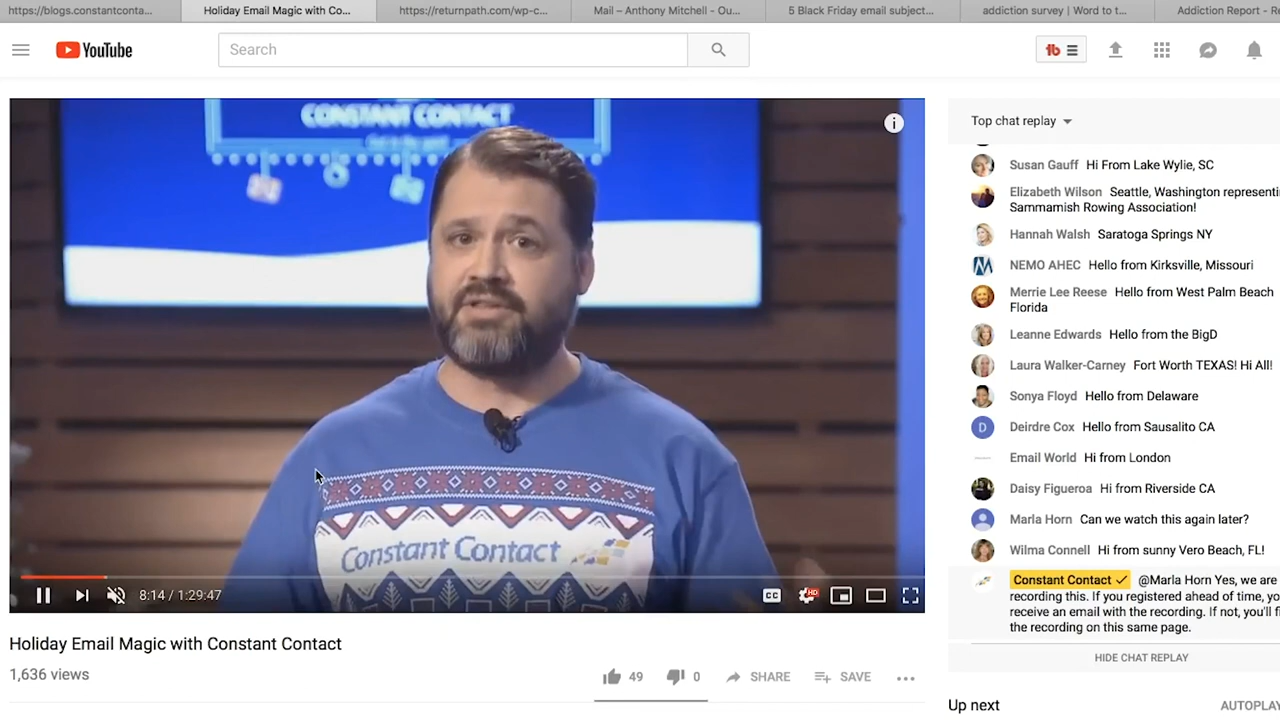 https://blogs.constantconta...
Holiday Email Magic with Co...
https://returnpath.com/wp-c...
Mail – Anthony Mitchell - Ou...
5 Black Friday email subject...
addiction survey | Word to t...
Addiction Report - Re
YouTube
Search
CONSTANT CONTACT
Constant Contact
8:14 / 1:29:47
CC
HD
Holiday Email Magic with Constant Contact
1,636 views
49
0
SHARE
SAVE
Top chat replay
Susan Gauff Hi From Lake Wylie, SC
Elizabeth Wilson Seattle, Washington representi
Sammamish Rowing Association!
Hannah Walsh Saratoga Springs NY
NEMO AHEC Hello from Kirksville, Missouri
Merrie Lee Reese Hello from West Palm Beach
Florida
Leanne Edwards Hello from the BigD
Laura Walker-Carney Fort Worth TEXAS! Hi All!
Sonya Floyd Hello from Delaware
D
Deirdre Cox Hello from Sausalito CA
Email World Hi from London
Daisy Figueroa Hi from Riverside CA
Marla Horn Can we watch this again later?
Wilma Connell Hi from sunny Vero Beach, FL!
Constant Contact @Marla Horn Yes, we are
recording this. If you registered ahead of time, yo
receive an email with the recording. If not, you'll fi
the recording on this same page.
HIDE CHAT REPLAY
Up next
AUTOPLAY